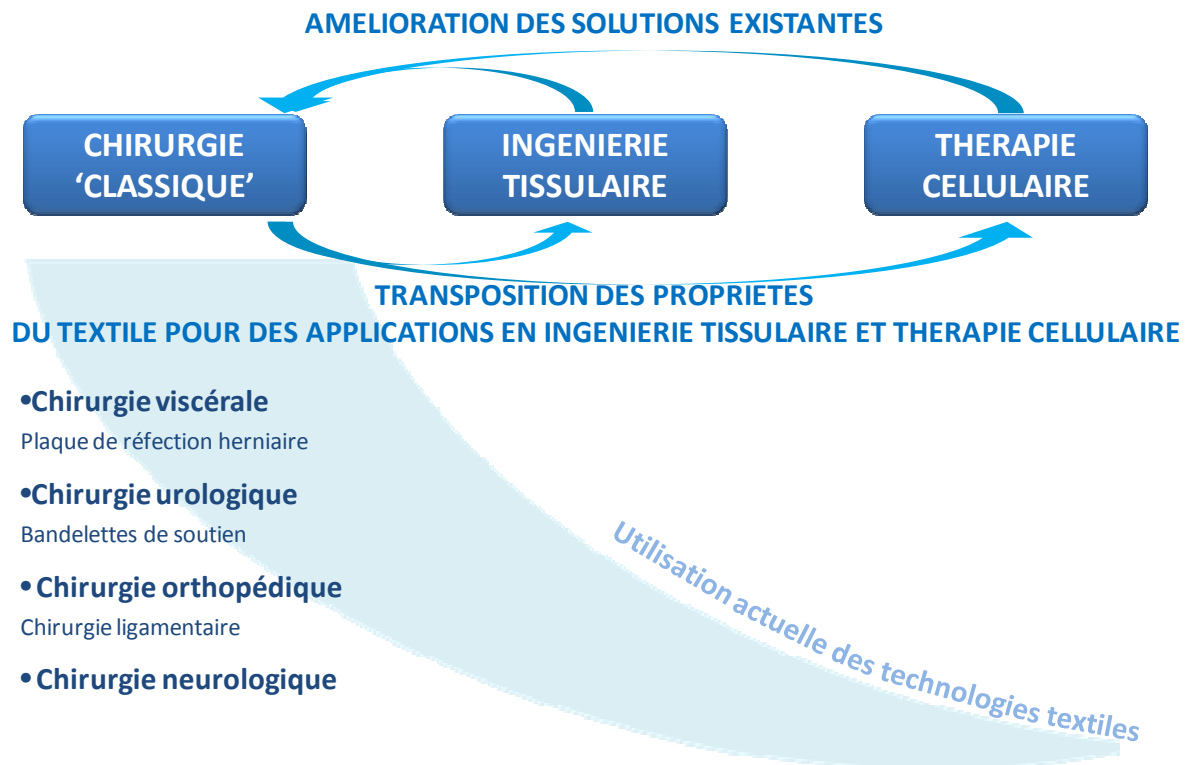 AMELIORATION DES SOLUTIONS EXISTANTES
CHIRURGIE
‘CLASSIQUE’
INGENIERIE
TISSULAIRE
THERAPIE
CELLULAIRE
TRANSPOSITION DES PROPRIETES
DU TEXTILE POUR DES APPLICATIONS EN INGENIERIE TISSULAIRE ET THERAPIE CELLULAIRE
•Chirurgie viscérale
Plaque de réfection herniaire
•Chirurgie urologique
Bandelettes de soutien
• Chirurgie orthopédique
Chirurgie ligamentaire
• Chirurgie neurologique
Utilisation actuelle des technologies textiles